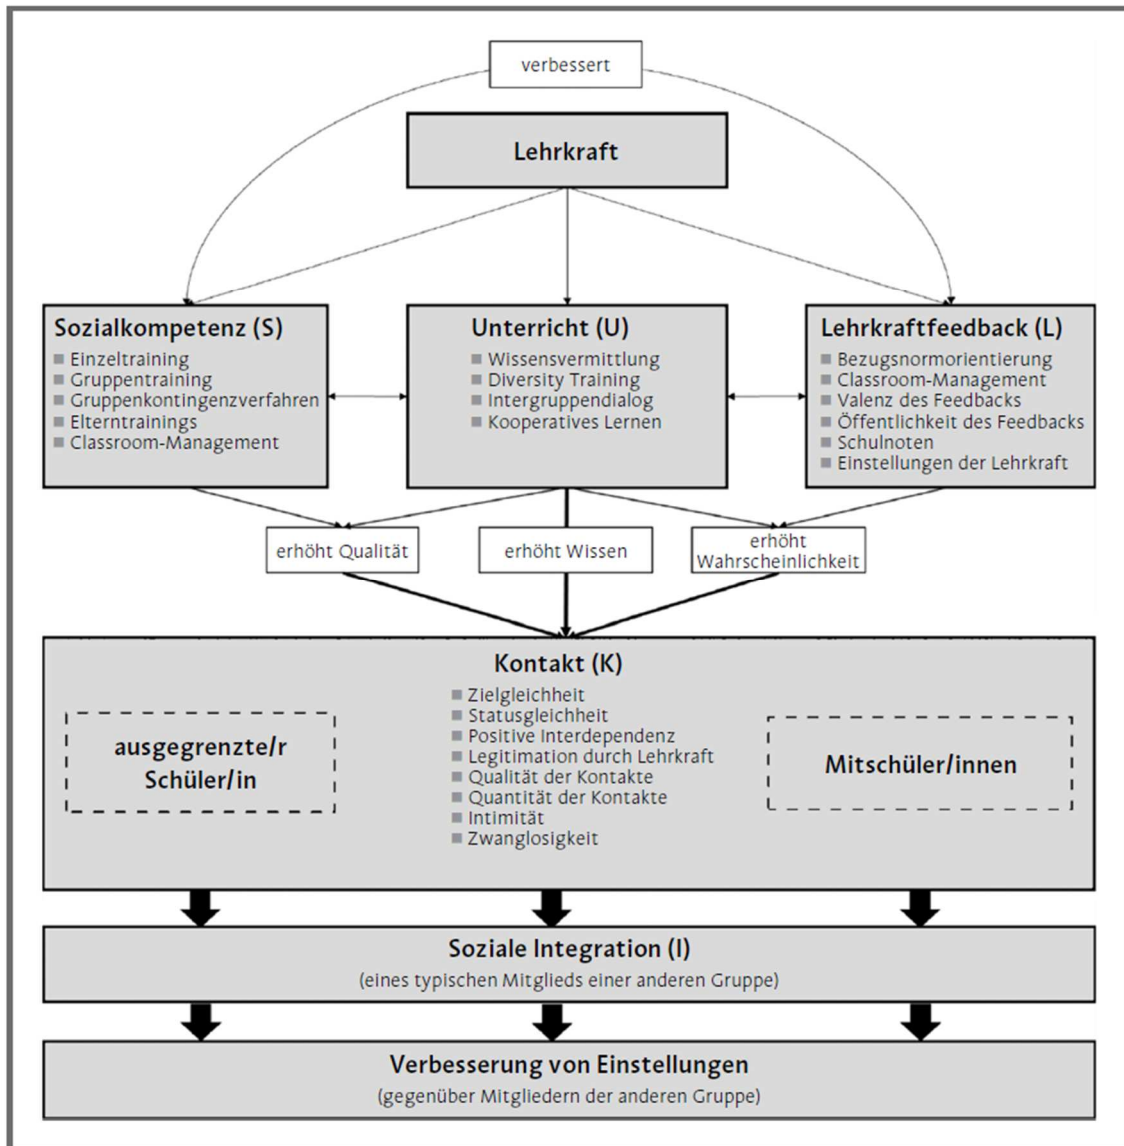 verbessert
Lehrkraft
Sozialkompetenz (S)
Einzeltraining
Gruppentraining
Gruppenkontingenzverfahren
Elterntrainings
Classroom-Management
Unterricht (U)
Wissensvermittlung
Diversity Training
Intergruppendialog
Kooperatives Lernen
Lehrkraftfeedback (L)
Bezugsnormorientierung
Classroom-Management
Valenz des Feedbacks
Öffentlichkeit des Feedbacks
Schulnoten
Einstellungen der Lehrkraft
erhöht Qualität
erhöht Wissen
erhöht
Wahrscheinlichkeit
Kontakt (K)
Zielgleichheit
Statusgleichheit
Positive Interdependenz
Legitimation durch Lehrkraft
Qualität der Kontakte
Quantität der Kontakte
Intimität
Zwanglosigkeit
ausgegrenzte/r
Schüler/in
Mitschüler/innen
Soziale Integration (I)
(eines typischen Mitglieds einer anderen Gruppe)
Verbesserung von Einstellungen
(gegenüber Mitgliedern der anderen Gruppe)